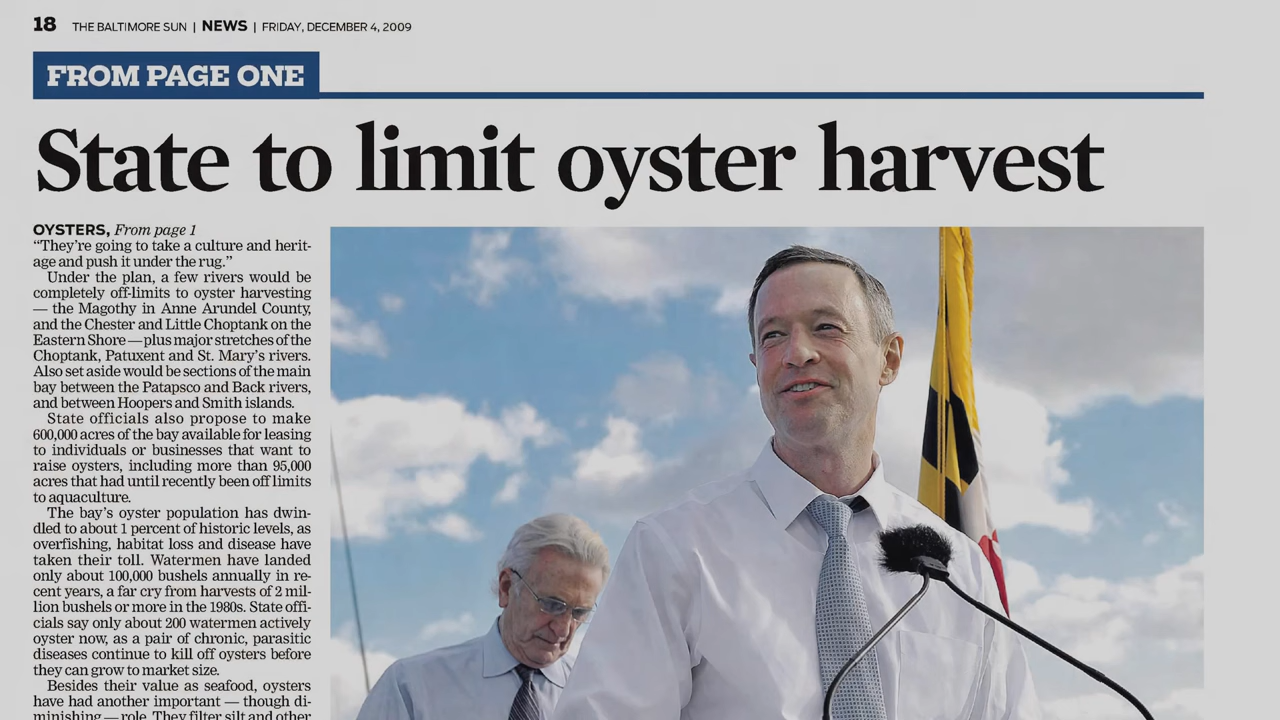 18 THE BALTIMORE SUN | NEWS | FRIDAY, DECEMBER 4, 2009
FROM PAGE ONE
State to limit oyster harvest
OYSTERS, From page 1
“They’re going to take a culture and herit-
age and push it under the rug.”
Under the plan, a few rivers would be
completely off-limits to oyster harvesting
— the Magothy in Anne Arundel County,
and the Chester and Little Choptank on the
Eastern Shore — plus major stretches of the
Choptank, Patuxent and St. Mary’s rivers.
Also set aside would be sections of the main
bay between the Patapsco and Back rivers,
and between Hoopers and Smith islands.
State officials also propose to make
600,000 acres of the bay available for leasing
to individuals or businesses that want to
raise oysters, including more than 95,000
acres that had until recently been off limits
to aquaculture.
The bay’s oyster population has dwin-
dled to about 1 percent of historic levels, as
overfishing, habitat loss and disease have
taken their toll. Watermen have landed
only about 100,000 bushels annually in re-
cent years, a far cry from harvests of 2 mil-
lion bushels or more in the 1980s. State offi-
cials say only about 200 watermen actively
oyster now, as a pair of chronic, parasitic
diseases continue to kill off oysters before
they can grow to market size.
Besides their value as seafood, oysters
have had another important — though di-
minishing — role. They filter silt and other